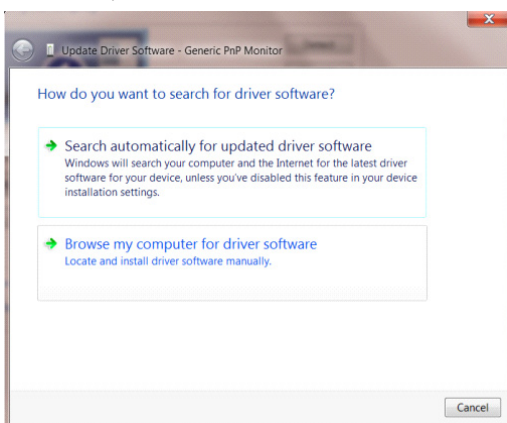 Update Driver Software - Generic PnP Monitor
How do you want to search for driver software?
Search automatically for updated driver software
Windows will search your computer and the Internet for the latest driver
software for your device, unless you've disabled this feature in your device
installation settings.
Browse my computer for driver software
Locate and install driver software manually.
Cancel